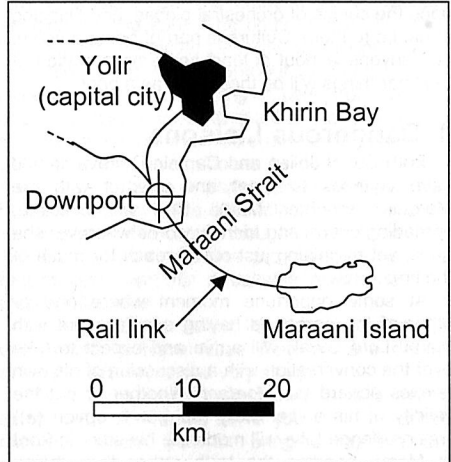 Yolir
(capital city)
Khirin Bay
Downport
Maraani Strait
Rail link
Maraani Island
0 10 20
km